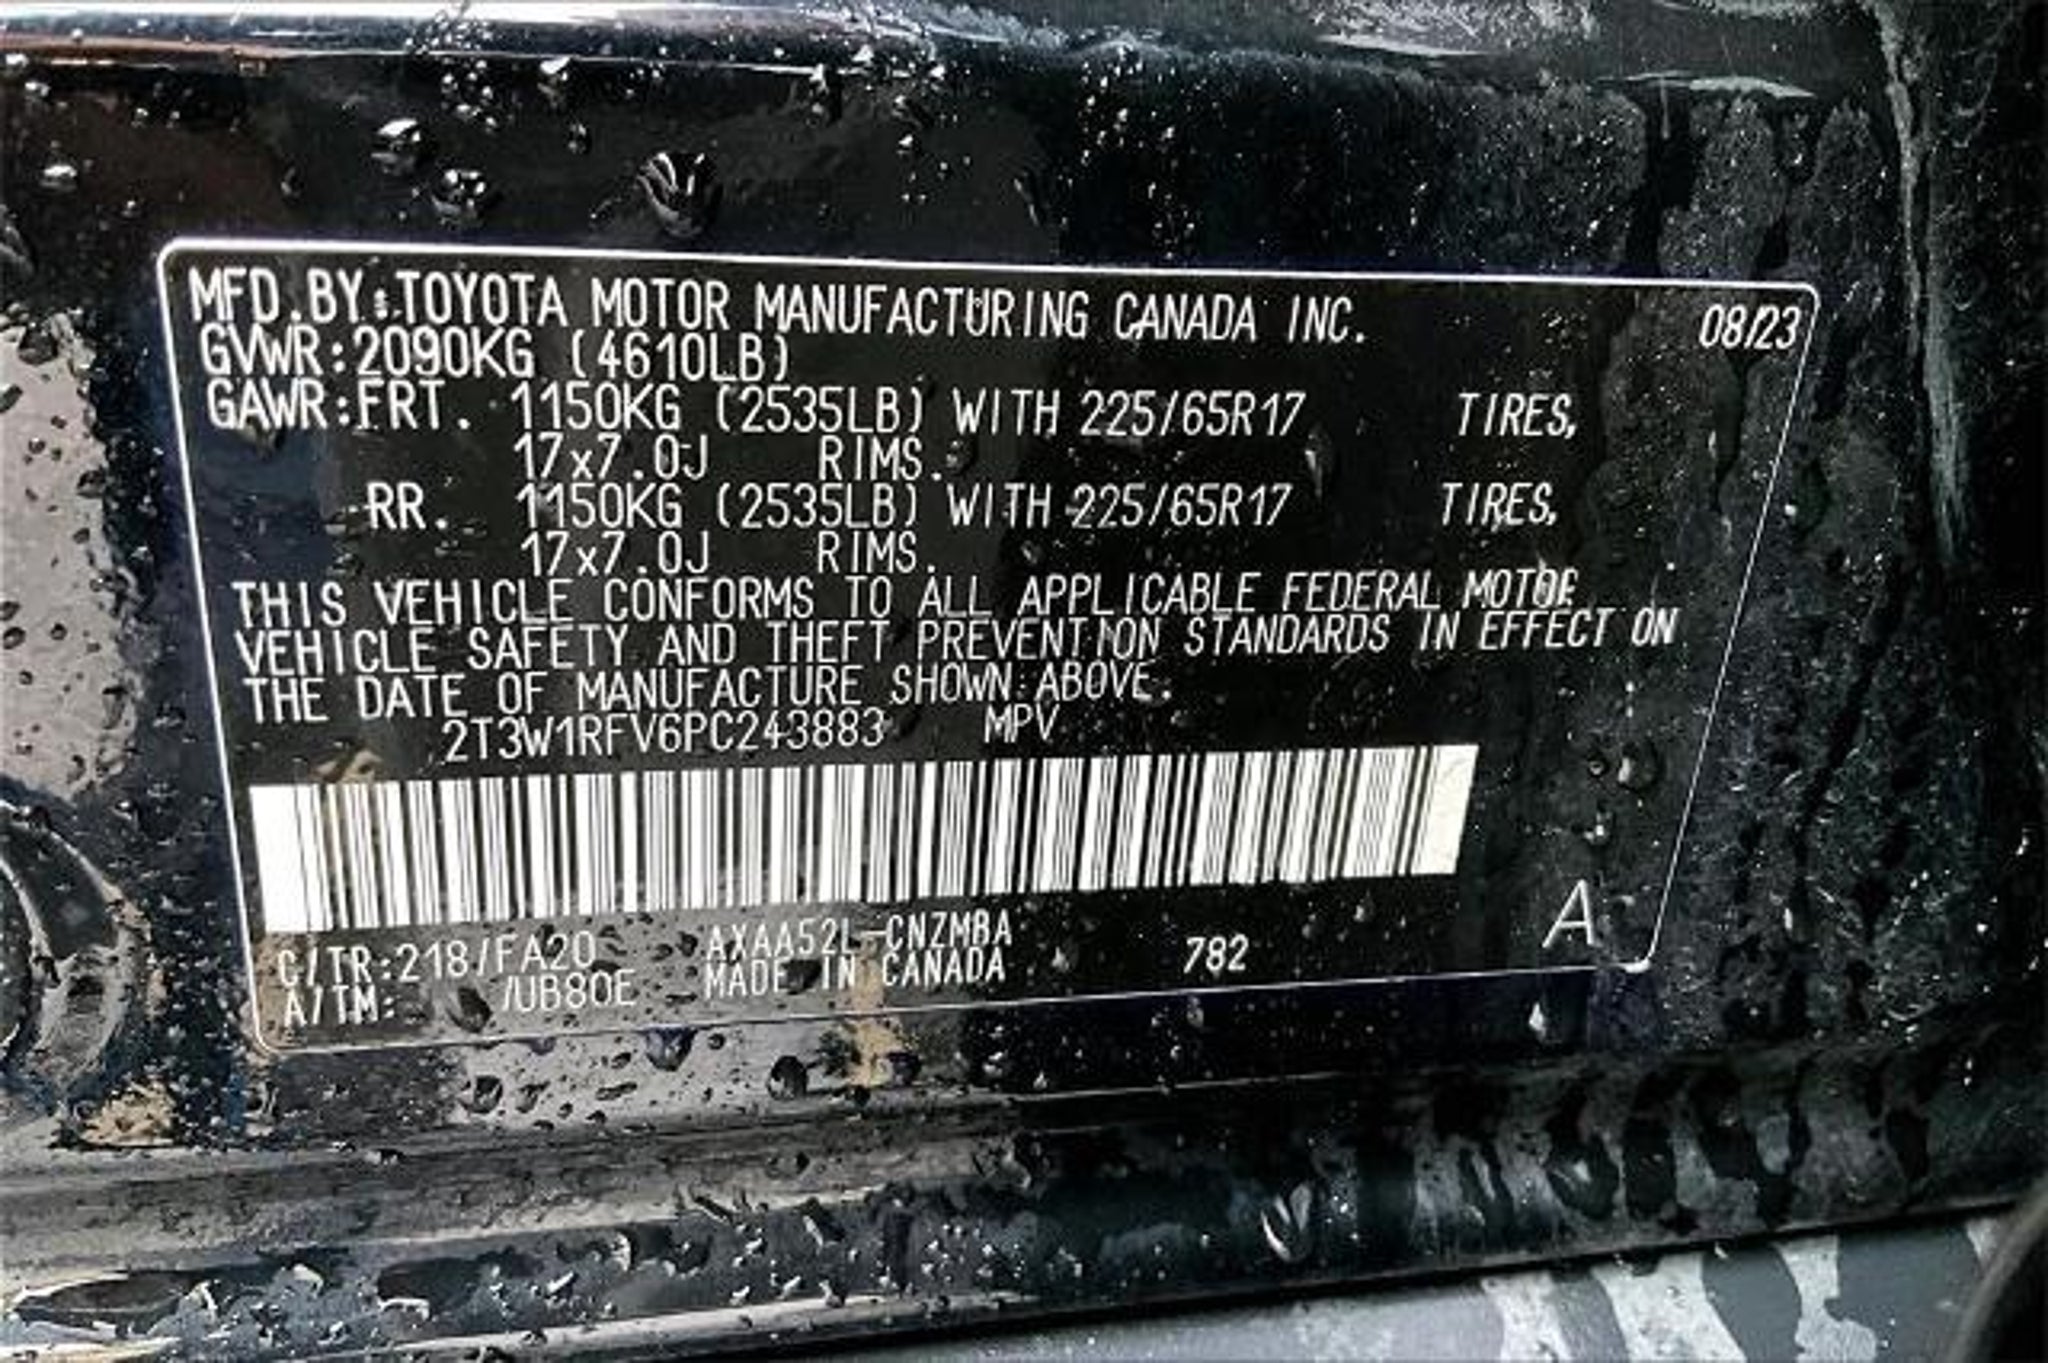 MFD.BY:TOYOTA MOTOR MANUFACTURING CANADA INC. 08/23
GVWR:2090KG (4610LB)
GAWR:FRT. 1150KG (2535LB) WITH 225/65R17 TIRES,
17x7.0J RIMS.
RR. 1150KG (2535LB) WITH 225/65R17 TIRES,
17x7.0J RIMS.
THIS VEHICLE CONFORMS TO ALL APPLICABLE FEDERAL MOTOR
VEHICLE SAFETY AND THEFT PREVENTION STANDARDS IN EFFECT ON
THE DATE OF MANUFACTURE SHOWN ABOVE.
2T3W1RFV6PC243883 MPV
C/TR:218/FA20 AXAA52L-CNZMBA 782 A
A/TM: /UB80E MADE IN CANADA